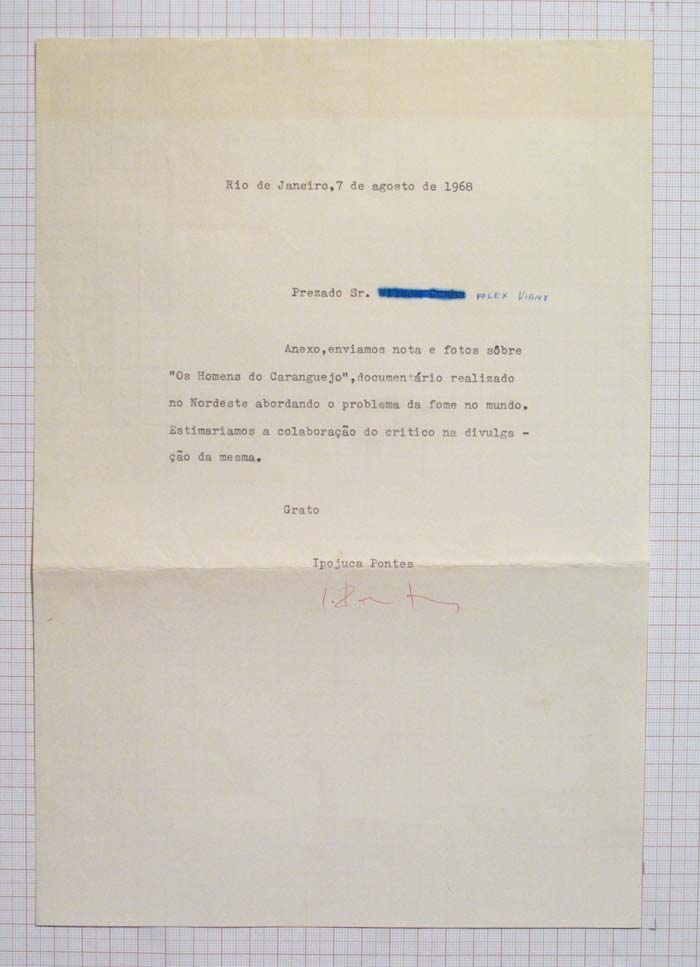 Rio de Janeiro,7 de agosto de 1968
Prezado Sr. ALEX VIANY
Anexo,enviamos nota e fotos sôbre
"Os Homens do Caranguejo",documentário realizado
no Nordeste abordando o problema da fome no mundo.
Estimariamos a colaboração do critico na divulga -
ção da mesma.
Grato
Ipojuca Pontes